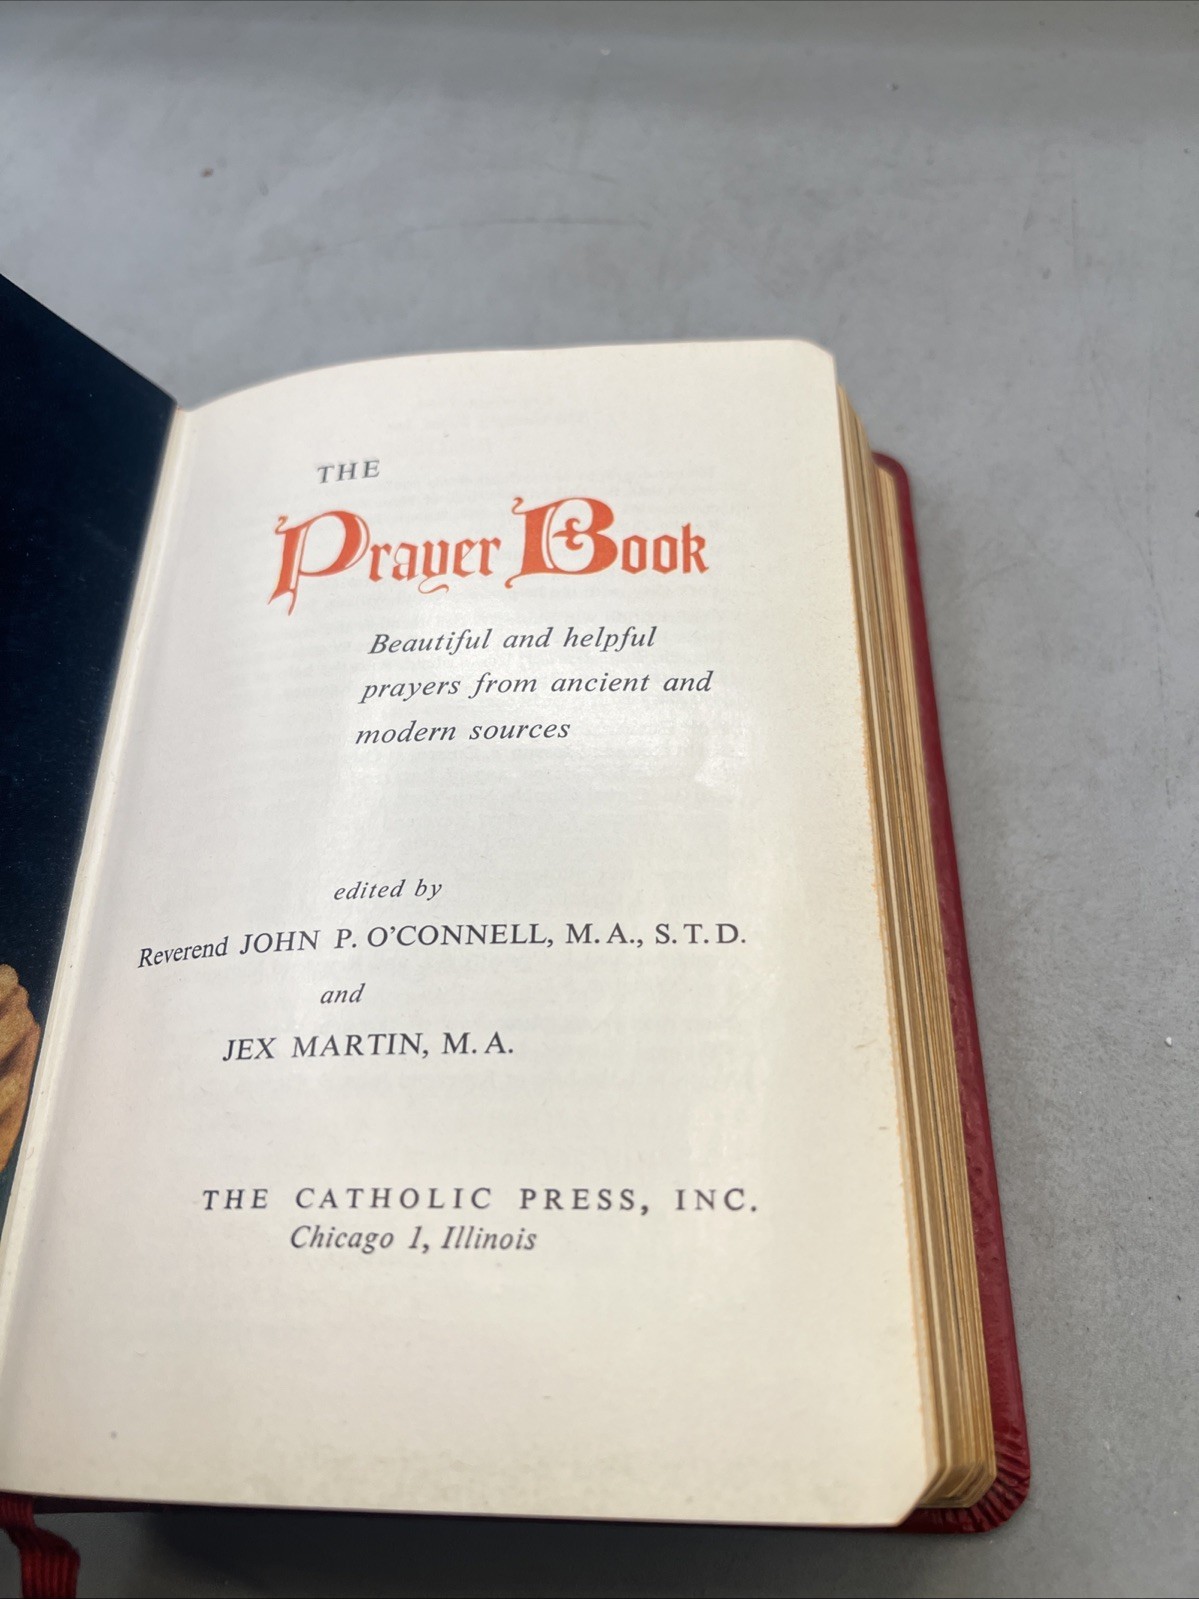 THE
Prayer Book
Beautiful and helpful
prayers from ancient and
modern sources
edited by
Reverend JOHN P. O'CONNELL, M.A., S.T.D.
and
JEX MARTIN, M.A.
THE CATHOLIC PRESS, INC.
Chicago 1, Illinois